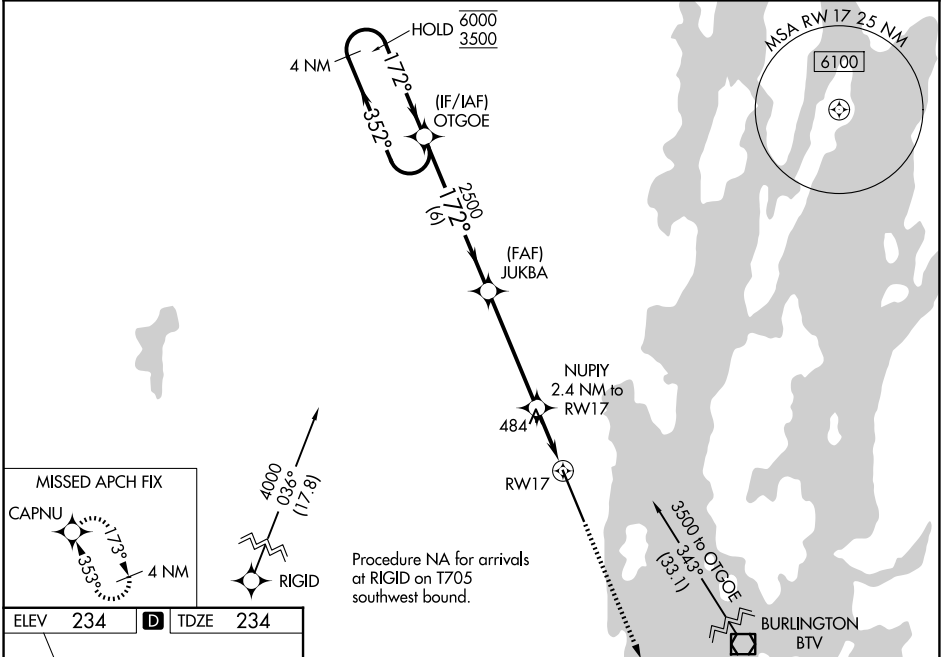 HOLD 6000
3500
4 NM
172°
352°
(IF/IAF)
OTGOE
MSA RW 17 25 NM
6100
2500
172°
(6)
(FAF)
JUKBA
NUPIY
2.4 NM to
RW17
484
RW17
MISSED APCH FIX
CAPNU
173°
353°
4 NM
4000
036°
(17.8)
RIGID
Procedure NA for arrivals
at RIGID on T705
southwest bound.
3500 to OTGOE
343°
(33.1)
BURLINGTON
BTV
ELEV 234 D TDZE 234